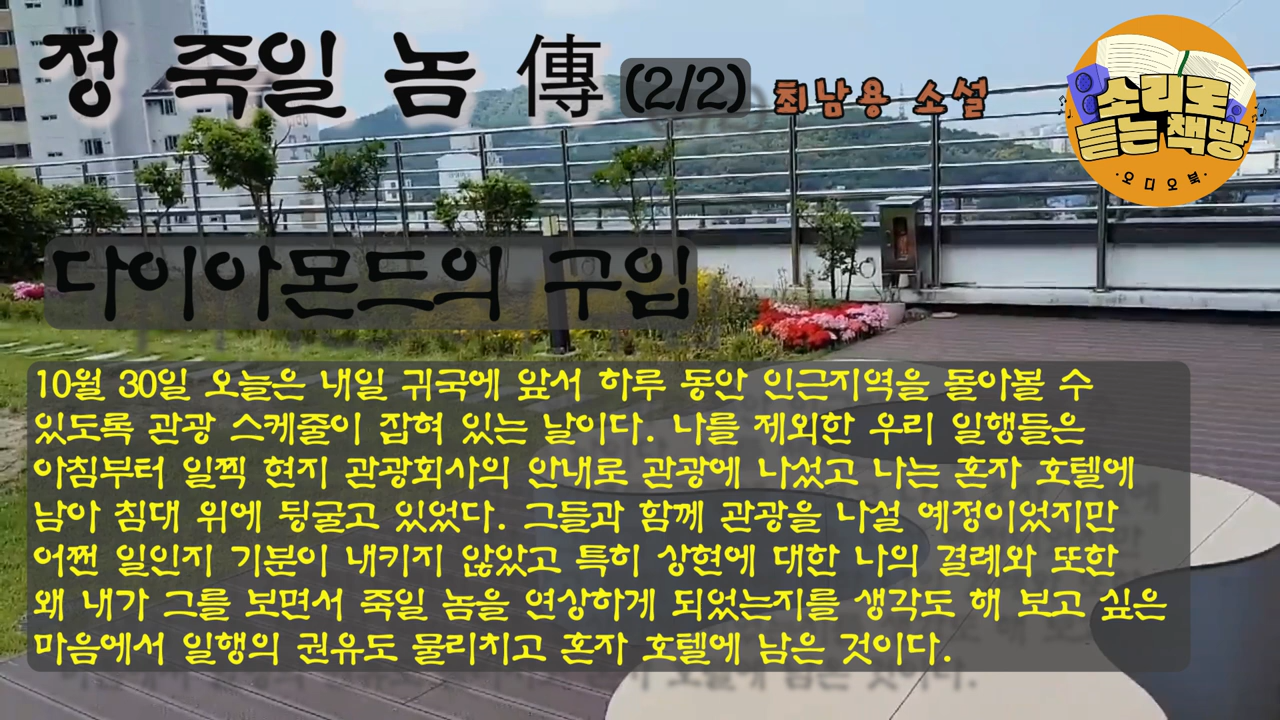 정 죽일 놈 傳 (2/2) 최남용 소설
소리로
듣는 책방
·오디오북·
다이아몬드의 구입
10월 30일 오늘은 내일 귀국에 앞서 하루 동안 인근지역을 돌아볼 수
있도록 관광 스케줄이 잡혀 있는 날이다. 나를 제외한 우리 일행들은
아침부터 일찍 현지 관광회사의 안내로 관광에 나섰고 나는 혼자 호텔에
남아 침대 위에 뒹굴고 있었다. 그들과 함께 관광을 나설 예정이었지만
어쩐 일인지 기분이 내키지 않았고 특히 상현에 대한 나의 결례와 또한
왜 내가 그를 보면서 죽일 놈을 연상하게 되었는지를 생각도 해 보고 싶은
마음에서 일행의 권유도 물리치고 혼자 호텔에 남은 것이다.